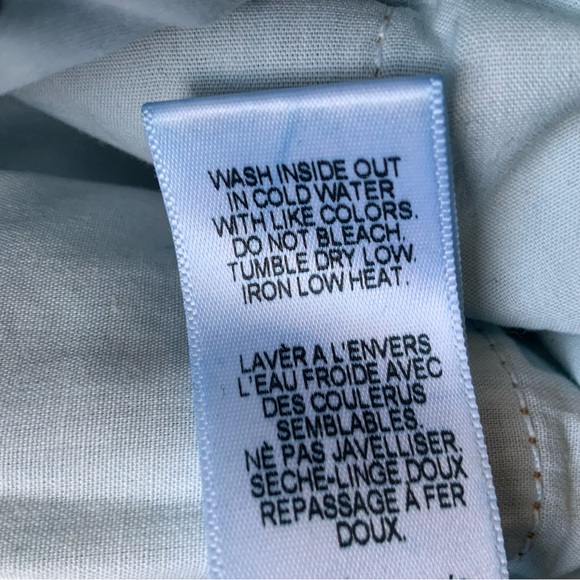 WASH INSIDE OUT
IN COLD WATER
WITH LIKE COLORS.
DO NOT BLEACH.
TUMBLE DRY LOW.
IRON LOW HEAT.
LAVÈR A L'ENVERS
L'EAU FROIDE AVEC
DES COULERUS
SEMBLABLES.
NÈ PAS JAVELLISER.
SECHE-LINGE DOUX
REPASSAGE À FER
DOUX.